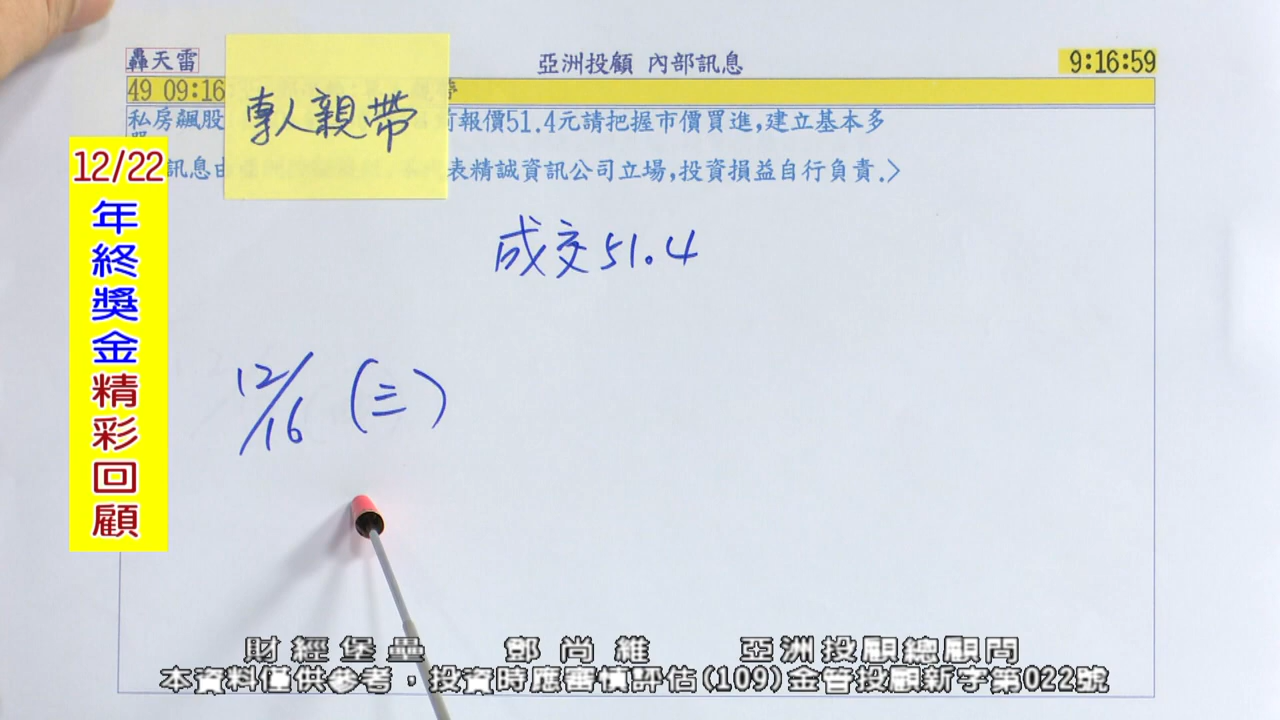 轟天雷
亞洲投顧 內部訊息
9:16:59
49 09:16
專人親帶
私房飆股
前報價51.4元請把握市價買進,建立基本多
訊息由
表精誠資訊公司立場,投資損益自行負責.>
12/22
年終獎金精彩回顧
成交51.4
12/16 (三)
財經堡壘 鄧尚維 亞洲投顧總顧問
本資料僅供參考，投資時應審慎評估(109)金管投顧新字第022號